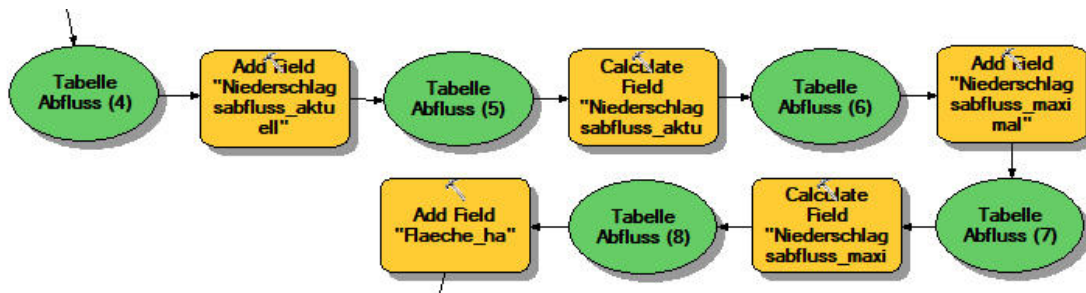 Tabelle
Abfluss (4)
Add Field
"Niederschlag
sabfluss_aktu
ell"
Tabelle
Abfluss (5)
Calculate
Field
"Niederschlag
sabfluss_aktu
Tabelle
Abfluss (6)
Add Field
"Niederschlag
sabfluss_maxi
mal"
Tabelle
Abfluss (7)
Calculate
Field
"Niederschlag
sabfluss_maxi
Tabelle
Abfluss (8)
Add Field
"Flaeche_ha"